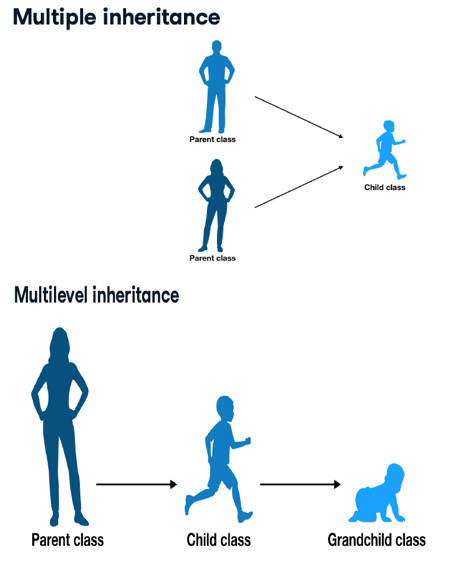 Multiple inheritance
Parent class
Child class
Parent class
Multilevel inheritance
Parent class
Child class
Grandchild class